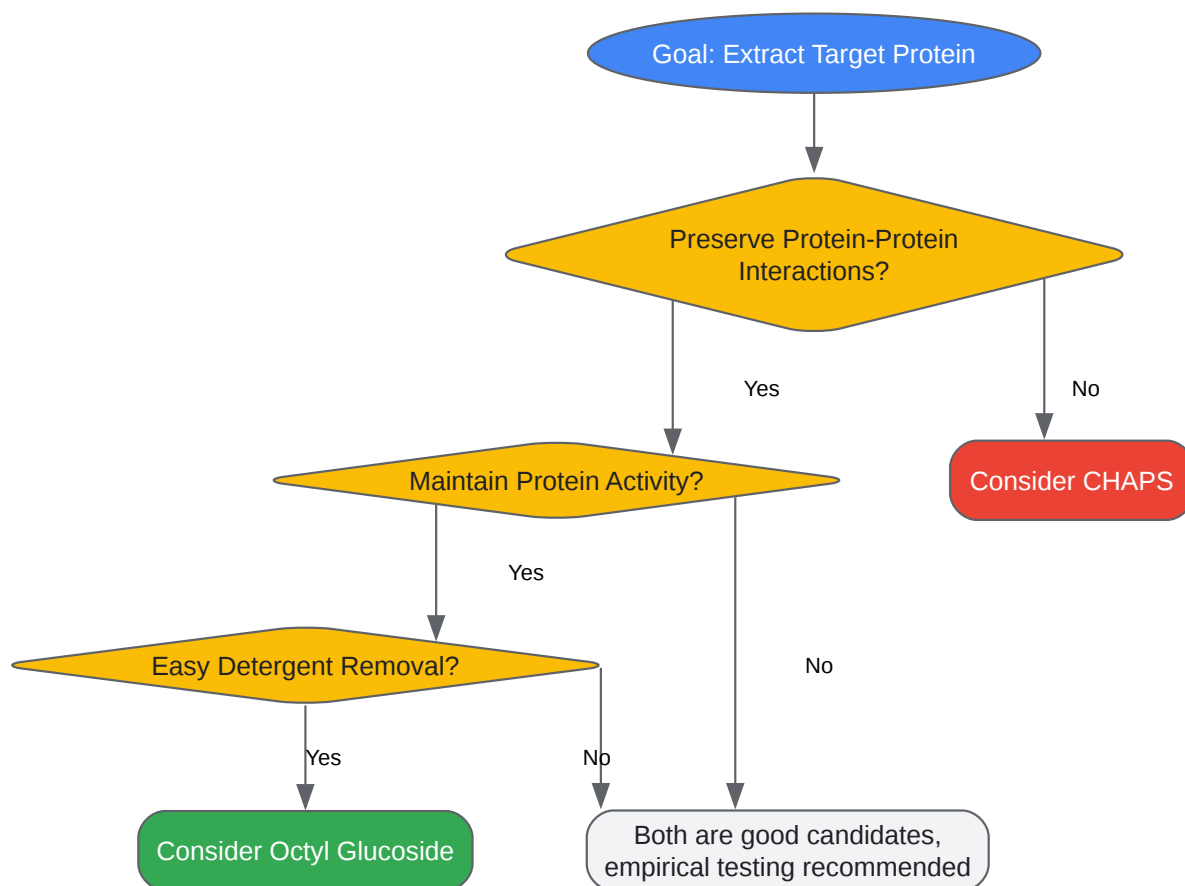 Goal: Extract Target Protein
Preserve Protein-Protein
Interactions?
Yes
No
Maintain Protein Activity?
Consider CHAPS
Yes
Easy Detergent Removal?
No
Yes
No
Consider Octyl Glucoside
Both are good candidates,
empirical testing recommended